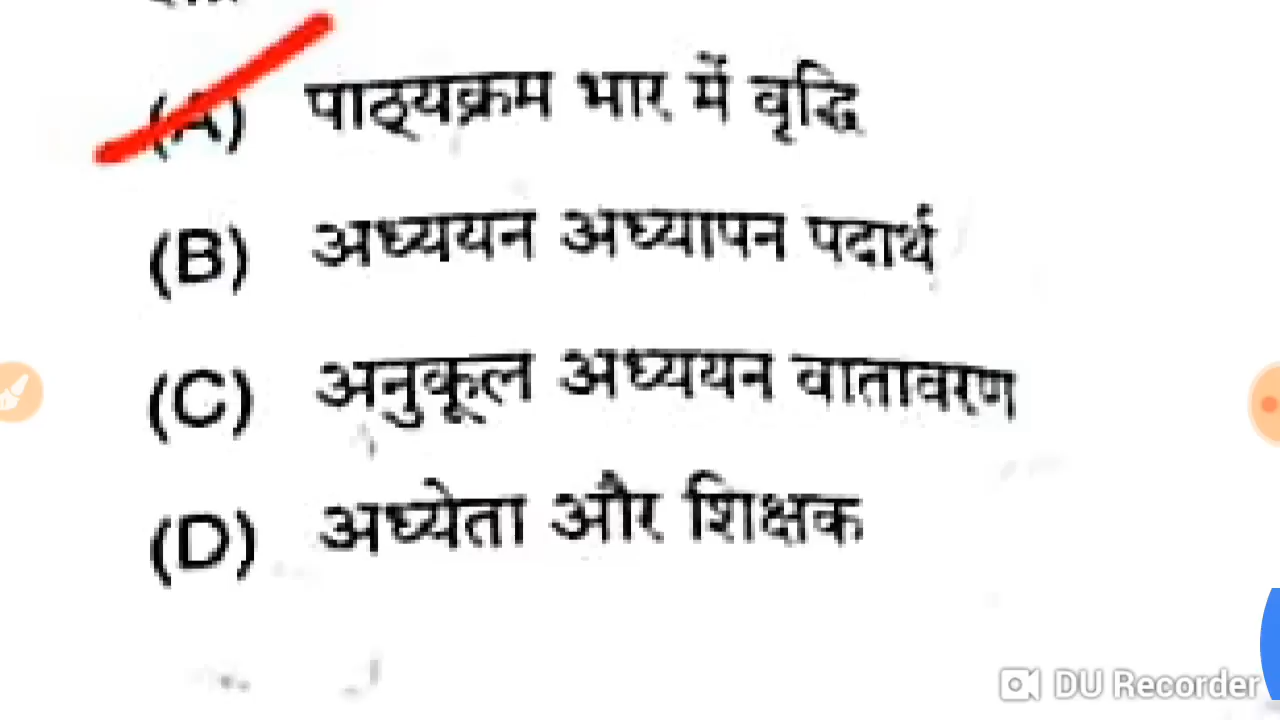 (A) पाठ्यक्रम भार में वृद्धि
(B) अध्ययन अध्यापन पदार्थ
(C) अनुकूल अध्ययन वातावरण
(D) अध्येता और शिक्षक
DU Recorder